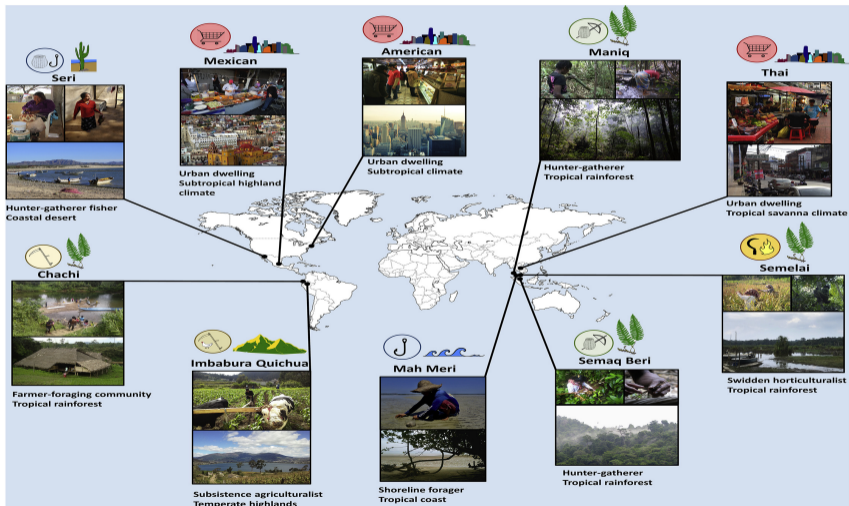 Seri
Hunter-gatherer fisher
Coastal desert
Mexican
Urban dwelling
Subtropical highland
climate
American
Urban dwelling
Subtropical climate
Maniq
Hunter-gatherer
Tropical rainforest
Thai
Urban dwelling
Tropical savanna climate
Chachi
Farmer-foraging community
Tropical rainforest
Imbabura Quichua
Subsistence agriculturalist
Temperate highlands
Mah Meri
Shoreline forager
Tropical coast
Semaq Beri
Hunter-gatherer
Tropical rainforest
Semelai
Swidden horticulturalist
Tropical rainforest